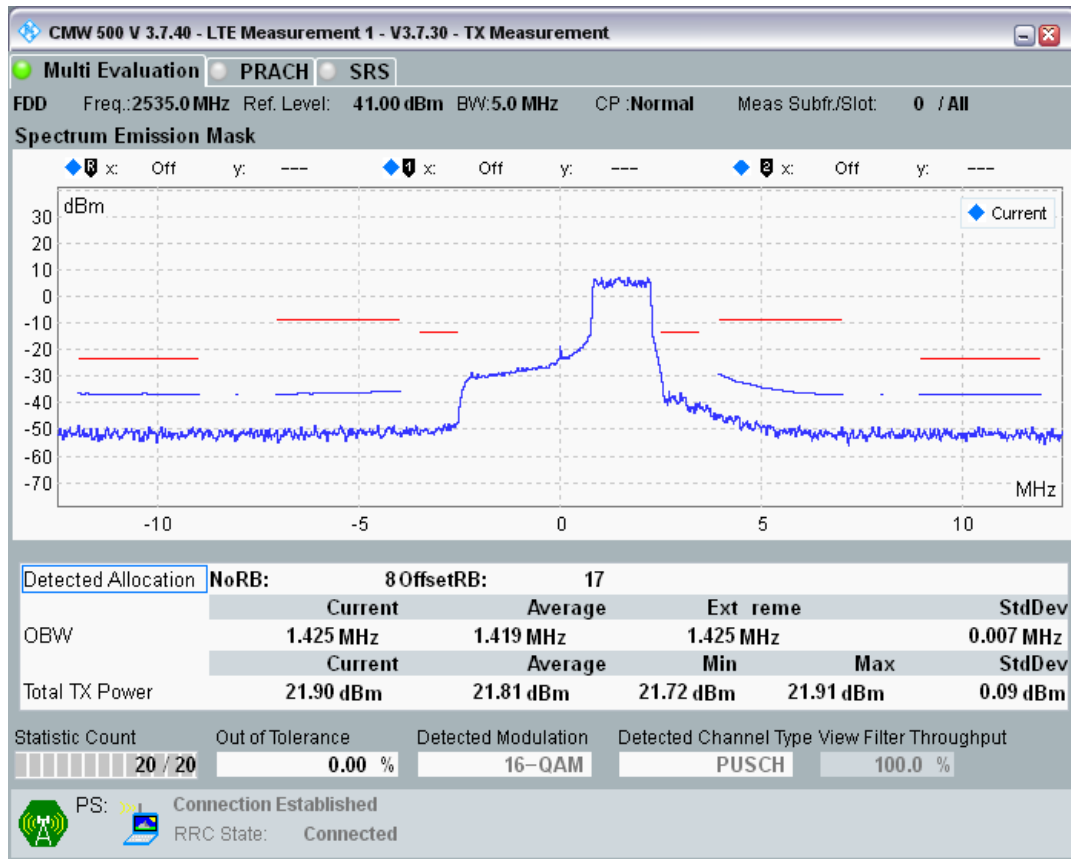 CMW 500 V 3.7.40 - LTE Measurement 1 - V3.7.30 - TX Measurement
Multi Evaluation PRACH SRS
FDD Freq.:2535.0 MHz Ref. Level: 41.00 dBm BW:5.0 MHz CP :Normal Meas Subfr./Slot: 0 / All
Spectrum Emission Mask
R x: Off y: --- 1 x: Off y: --- 2 x: Off y: ---
dBm
Current
30
20
10
0
-10
-20
-30
-40
-50
-60
-70
MHz
-10 -5 0 5 10
Detected Allocation NoRB: 8 OffsetRB: 17
Current Average Ext reme StdDev
OBW 1.425 MHz 1.419 MHz 1.425 MHz 0.007 MHz
Current Average Min Max StdDev
Total TX Power 21.90 dBm 21.81 dBm 21.72 dBm 21.91 dBm 0.09 dBm
Statistic Count Out of Tolerance Detected Modulation Detected Channel Type View Filter Throughput
20 / 20 0.00 % 16-QAM PUSCH 100.0 %
PS: Connection Established
RRC State: Connected